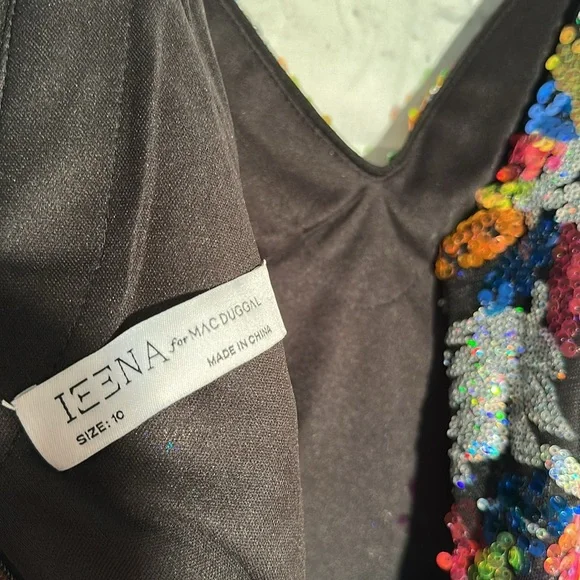 IEENA for MAC DUGGAL
MADE IN CHINA
SIZE: 10